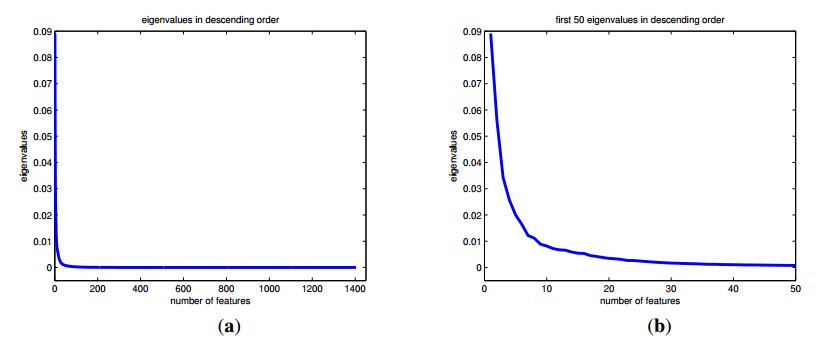 eigenvalues in descending order
0.09
0.08
0.07
0.06
0.05
0.04
0.03
0.02
0.01
0
eigenvalues
0 200 400 600 800 1000 1200 1400
number of features
(a)
first 50 eigenvalues in descending order
0.09
0.08
0.07
0.06
0.05
0.04
0.03
0.02
0.01
0
eigenvalues
0 10 20 30 40 50
number of features
(b)